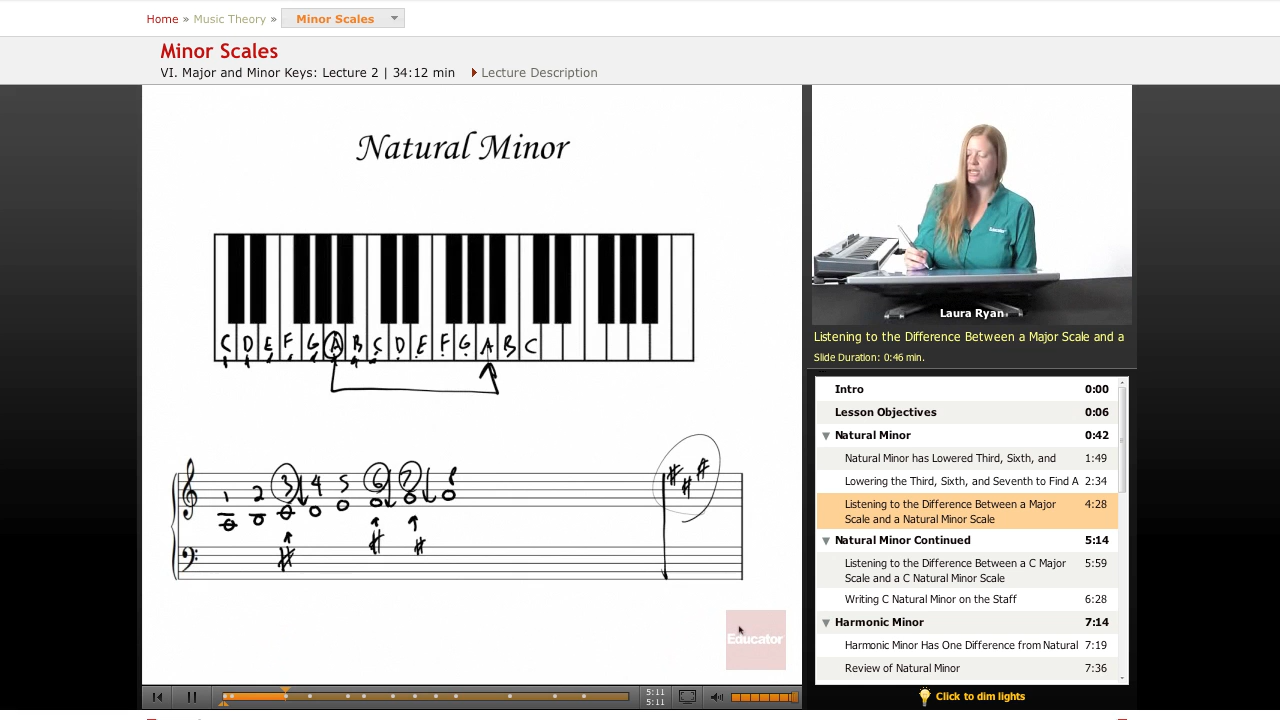 Home » Music Theory » Minor Scales
Minor Scales
VI. Major and Minor Keys: Lecture 2 | 34:12 min Lecture Description
Natural Minor
C D E F G A B C D E F G A B C
1 2 3 4 5 6 7 8
# # #
# # #
Educator
Laura Ryan
Listening to the Difference Between a Major Scale and a
Slide Duration: 0:46 min.
Intro 0:00
Lesson Objectives 0:06
Natural Minor 0:42
Natural Minor has Lowered Third, Sixth, and 1:49
Lowering the Third, Sixth, and Seventh to Find A 2:34
Listening to the Difference Between a Major 4:28
Scale and a Natural Minor Scale
Natural Minor Continued 5:14
Listening to the Difference Between a C Major 5:59
Scale and a C Natural Minor Scale
Writing C Natural Minor on the Staff 6:28
Harmonic Minor 7:14
Harmonic Minor Has One Difference from Natural 7:19
Review of Natural Minor 7:36
5:11
5:11
Click to dim lights